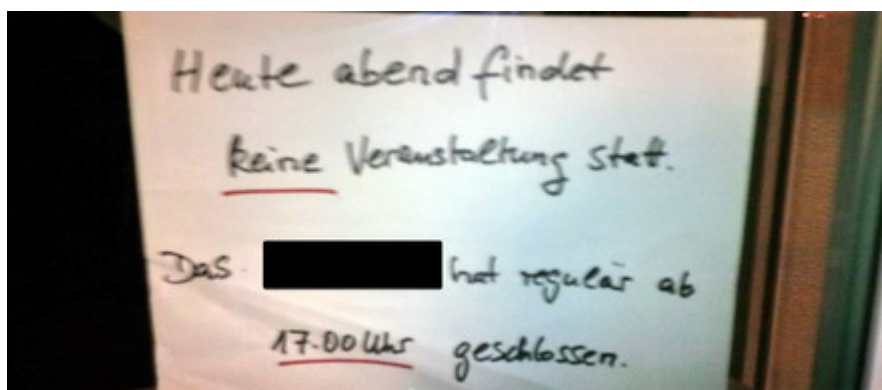 Heute abend findet
keine Veranstaltung statt.
Das hat regulär ab
17.00 Uhr geschlossen.